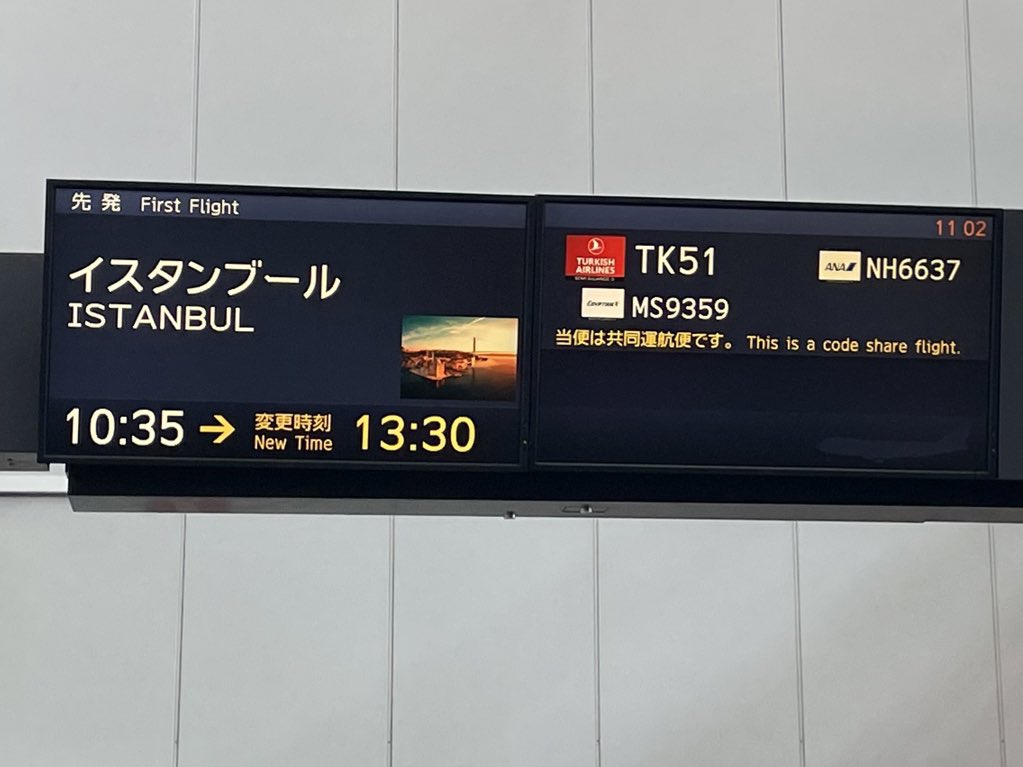 先発 First Flight
イスタンブール
ISTANBUL
10:35 → 変更時刻 New Time 13:30
11 02
TURKISH AIRLINES TK51
ANA NH6637
EGYPTAIR MS9359
当便は共同運航便です。 This is a code share flight.